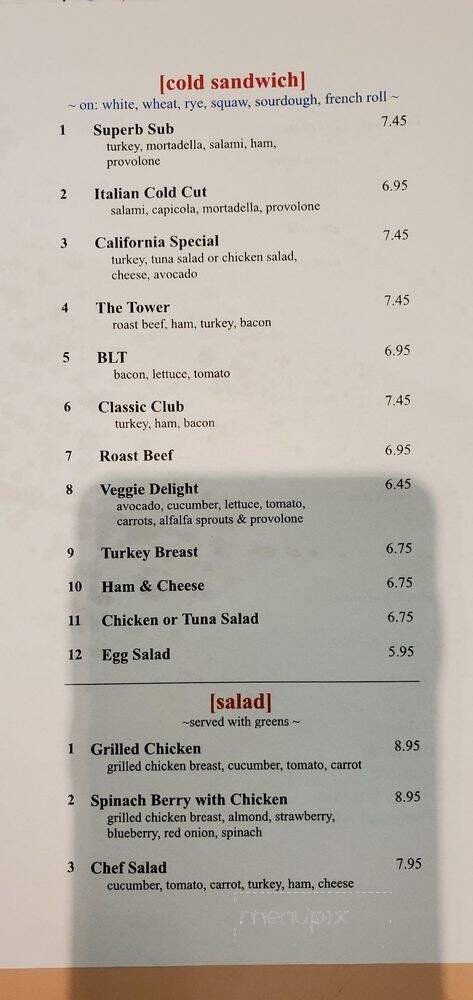 [cold sandwich]
~ on: white, wheat, rye, squaw, sourdough, french roll ~
1 Superb Sub 7.45
turkey, mortadella, salami, ham,
provolone
2 Italian Cold Cut 6.95
salami, capicola, mortadella, provolone
3 California Special 7.45
turkey, tuna salad or chicken salad,
cheese, avocado
4 The Tower 7.45
roast beef, ham, turkey, bacon
5 BLT 6.95
bacon, lettuce, tomato
6 Classic Club 7.45
turkey, ham, bacon
7 Roast Beef 6.95
8 Veggie Delight 6.45
avocado, cucumber, lettuce, tomato,
carrots, alfalfa sprouts & provolone
9 Turkey Breast 6.75
10 Ham & Cheese 6.75
11 Chicken or Tuna Salad 6.75
12 Egg Salad 5.95
[salad]
~served with greens ~
1 Grilled Chicken 8.95
grilled chicken breast, cucumber, tomato, carrot
2 Spinach Berry with Chicken 8.95
grilled chicken breast, almond, strawberry,
blueberry, red onion, spinach
3 Chef Salad 7.95
cucumber, tomato, carrot, turkey, ham, cheese
menupix